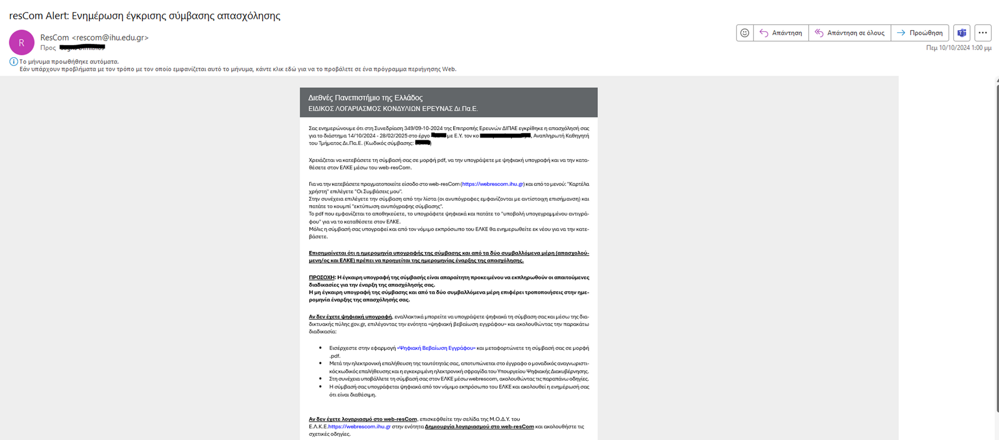 resCom Alert: Ενημέρωση έγκρισης σύμβασης απασχόλησης
R
ResCom <rescom@ihu.edu.gr>
Προς
Απάντηση
Απάντηση σε όλους
Προώθηση
Πεμ 10/10/2024 1:00 μμ
Το μήνυμα προωθήθηκε αυτόματα.
Εάν υπάρχουν προβλήματα με τον τρόπο με τον οποίο εμφανίζεται αυτό το μήνυμα, κάντε κλικ εδώ για να το προβάλετε σε ένα πρόγραμμα περιήγησης Web.
Διεθνές Πανεπιστήμιο της Ελλάδος
ΕΙΔΙΚΟΣ ΛΟΓΑΡΙΑΣΜΟΣ ΚΟΝΔΥΛΙΩΝ ΕΡΕΥΝΑΣ Δι.Πα.Ε.
Σας ενημερώνουμε ότι στη Συνεδρίαση 349/09-10-2024 της Επιτροπής Ερευνών ΔΙΠΑΕ εγκρίθηκε η απασχόλησή σας
για το διάστημα 14/10/2024 - 28/02/2025 στο έργο με Ε.Υ. τον κο , Αναπληρωτή Καθηγητή
του Τμήματος Δι.Πα.Ε. (Κωδικός σύμβασης: )
Χρειάζεται να κατεβάσετε τη σύμβασή σας σε μορφή pdf, να την υπογράψετε με ψηφιακή υπογραφή και να την κατα-
θέσετε στον ΕΛΚΕ μέσω του web-resCom.
Για να την κατεβάσετε πραγματοποιείτε είσοδο στο web-resCom (https://webrescom.ihu.gr) και από το μενού: "Καρτέλα
χρήστη" επιλέγετε "Οι Συμβάσεις μου".
Στην συνέχεια επιλέγετε την σύμβαση από την λίστα (οι ανυπόγραφες εμφανίζονται με αντίστοιχη επισήμανση) και
πατάτε το κουμπί "εκτύπωση ανυπόγραφης σύμβασης".
Το pdf που εμφανίζεται το αποθηκεύετε, το υπογράφετε ψηφιακά και πατάτε το "υποβολή υπογεγραμμένου αντιγρά-
φου" για να το καταθέσετε στον ΕΛΚΕ.
Μόλις η σύμβασή σας υπογραφεί και από τον νόμιμο εκπρόσωπο του ΕΛΚΕ θα ενημερωθείτε εκ νέου για να την κατε-
βάσετε.
Επισημαίνεται ότι η ημερομηνία υπογραφής της σύμβασης και από τα δύο συμβαλλόμενα μέρη (απασχολού-
μενη/ος και ΕΛΚΕ) πρέπει να προηγείται της ημερομηνίας έναρξης της απασχόλησης.
ΠΡΟΣΟΧΗ: Η έγκαιρη υπογραφή της σύμβασής είναι απαραίτητη προκειμένου να εκπληρωθούν οι απαιτούμενες
διαδικασίες για την έναρξη της απασχόλησής σας.
Η μη έγκαιρη υπογραφή της σύμβασης και από τα δύο συμβαλλόμενα μέρη επιφέρει τροποποιήσεις στην ημε-
ρομηνία έναρξης της απασχόλησής σας.
Αν δεν έχετε ψηφιακή υπογραφή, εναλλακτικά μπορείτε να υπογράψετε ψηφιακά τη σύμβαση σας και μέσω της δια-
δικτυακής πύλης gov.gr, επιλέγοντας την ενότητα «ψηφιακή βεβαίωση εγγράφου» και ακολουθώντας την παρακάτω
διαδικασία:
• Εισέρχεστε στην εφαρμογή «Ψηφιακή Βεβαίωση Εγγράφου» και μεταφορτώνετε τη σύμβασή σας σε μορφή
.pdf.
• Μετά την ηλεκτρονική επαλήθευση της ταυτότητάς σας, αποτυπώνεται στο έγγραφο ο μοναδικός αναγνωριστι-
κός κωδικός επαλήθευσης και η εγκεκριμένη ηλεκτρονική σφραγίδα του Υπουργείου Ψηφιακής Διακυβέρνησης.
• Στη συνέχεια υποβάλλετε τη σύμβασή σας στον ΕΛΚΕ μέσω webrescom, ακολουθώντας τις παραπάνω οδηγίες.
• Η σύμβασή σας υπογράφεται ψηφιακά από τον νόμιμο εκπρόσωπο του ΕΛΚΕ και ακολουθεί η ενημέρωσή σας
ότι είναι διαθέσιμη.
Αν δεν έχετε λογαριασμό στο web-resCom, επισκεφθείτε την σελίδα της Μ.Ο.Δ.Υ. του
Ε.Λ.Κ.Ε.https://webrescom.ihu.gr στην ενότητα Δημιουργία λογαριασμού στο web-resCom και ακολουθήστε τις
σχετικές οδηγίες.